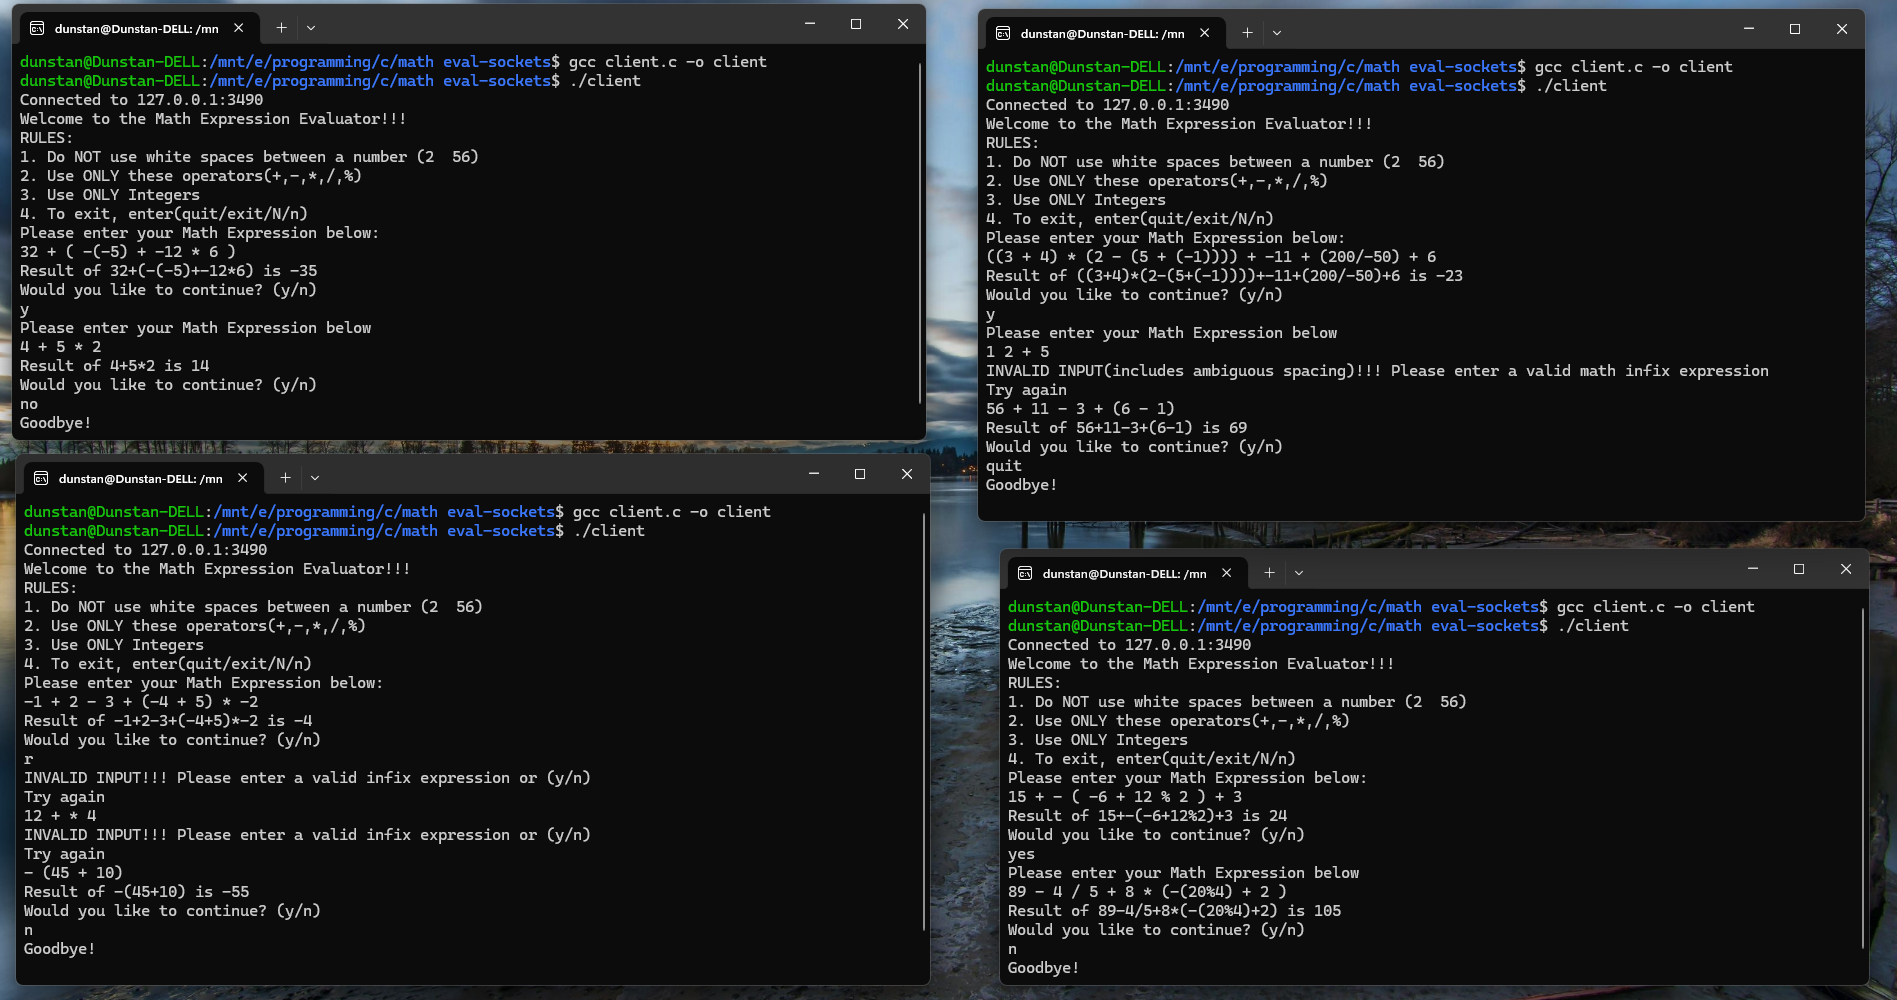 dunstan@Dunstan-DELL: /mn
dunstan@Dunstan-DELL:/mnt/e/programming/c/math eval-sockets$ gcc client.c -o client
dunstan@Dunstan-DELL:/mnt/e/programming/c/math eval-sockets$ ./client
Connected to 127.0.0.1:3490
Welcome to the Math Expression Evaluator!!!
RULES:
1. Do NOT use white spaces between a number (2  56)
2. Use ONLY these operators(+,-,*,/,%)
3. Use ONLY Integers
4. To exit, enter(quit/exit/N/n)
Please enter your Math Expression below:
32 + ( -(-5) + -12 * 6 )
Result of 32+(-(-5)+-12*6) is -35
Would you like to continue? (y/n)
y
Please enter your Math Expression below
4 + 5 * 2
Result of 4+5*2 is 14
Would you like to continue? (y/n)
no
Goodbye!
dunstan@Dunstan-DELL: /mn
dunstan@Dunstan-DELL:/mnt/e/programming/c/math eval-sockets$ gcc client.c -o client
dunstan@Dunstan-DELL:/mnt/e/programming/c/math eval-sockets$ ./client
Connected to 127.0.0.1:3490
Welcome to the Math Expression Evaluator!!!
RULES:
1. Do NOT use white spaces between a number (2  56)
2. Use ONLY these operators(+,-,*,/,%)
3. Use ONLY Integers
4. To exit, enter(quit/exit/N/n)
Please enter your Math Expression below:
((3 + 4) * (2 - (5 + (-1)))) + -11 + (200/-50) + 6
Result of ((3+4)*(2-(5+(-1))))+-11+(200/-50)+6 is -23
Would you like to continue? (y/n)
y
Please enter your Math Expression below
1 2 + 5
INVALID INPUT(includes ambiguous spacing)!!! Please enter a valid math infix expression
Try again
56 + 11 - 3 + (6 - 1)
Result of 56+11-3+(6-1) is 69
Would you like to continue? (y/n)
quit
Goodbye!
dunstan@Dunstan-DELL: /mn
dunstan@Dunstan-DELL:/mnt/e/programming/c/math eval-sockets$ gcc client.c -o client
dunstan@Dunstan-DELL:/mnt/e/programming/c/math eval-sockets$ ./client
Connected to 127.0.0.1:3490
Welcome to the Math Expression Evaluator!!!
RULES:
1. Do NOT use white spaces between a number (2  56)
2. Use ONLY these operators(+,-,*,/,%)
3. Use ONLY Integers
4. To exit, enter(quit/exit/N/n)
Please enter your Math Expression below:
-1 + 2 - 3 + (-4 + 5) * -2
Result of -1+2-3+(-4+5)*-2 is -4
Would you like to continue? (y/n)
r
INVALID INPUT!!! Please enter a valid infix expression or (y/n)
Try again
12 + * 4
INVALID INPUT!!! Please enter a valid infix expression or (y/n)
Try again
- (45 + 10)
Result of -(45+10) is -55
Would you like to continue? (y/n)
n
Goodbye!
dunstan@Dunstan-DELL: /mn
dunstan@Dunstan-DELL:/mnt/e/programming/c/math eval-sockets$ gcc client.c -o client
dunstan@Dunstan-DELL:/mnt/e/programming/c/math eval-sockets$ ./client
Connected to 127.0.0.1:3490
Welcome to the Math Expression Evaluator!!!
RULES:
1. Do NOT use white spaces between a number (2  56)
2. Use ONLY these operators(+,-,*,/,%)
3. Use ONLY Integers
4. To exit, enter(quit/exit/N/n)
Please enter your Math Expression below:
15 + - ( -6 + 12 % 2 ) + 3
Result of 15+-(-6+12%2)+3 is 24
Would you like to continue? (y/n)
yes
Please enter your Math Expression below
89 - 4 / 5 + 8 * (-(20%4) + 2 )
Result of 89-4/5+8*(-(20%4)+2) is 105
Would you like to continue? (y/n)
n
Goodbye!